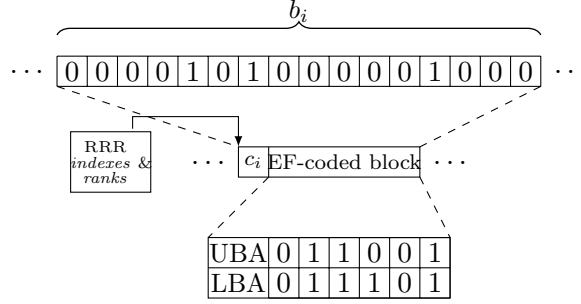 b_i
··· 0 0 0 0 1 0 1 0 0 0 0 0 1 0 0 0 ··
RRR
indexes &
ranks
··· c_i EF-coded block ···
UBA 0 1 1 0 0 1
LBA 0 1 1 1 0 1